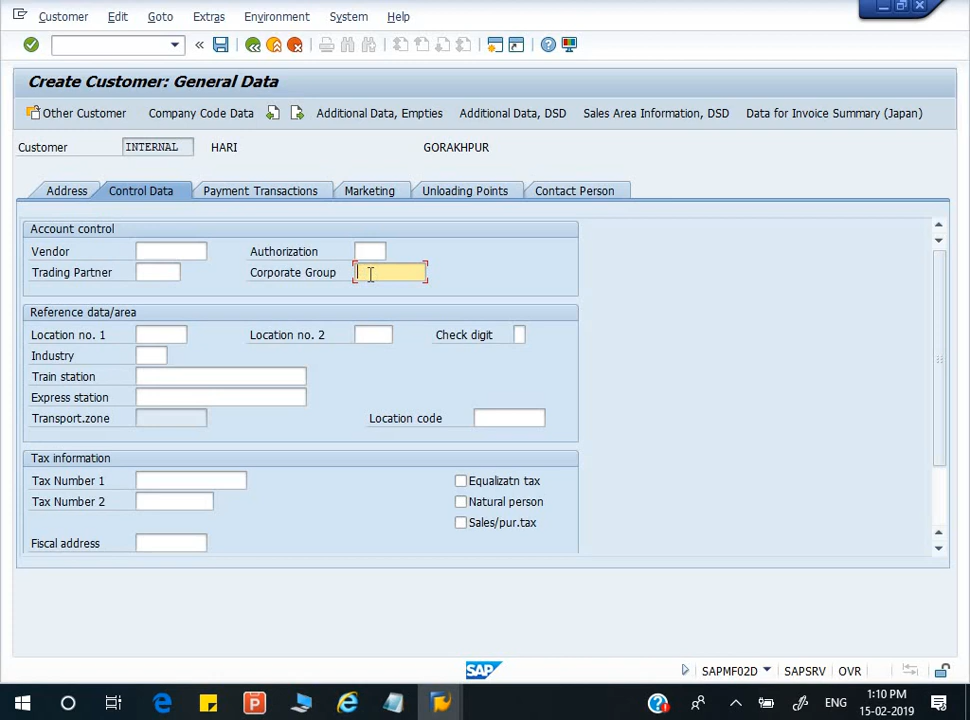 Customer Edit Goto Extras Environment System Help
Create Customer: General Data
Other Customer Company Code Data Additional Data, Empties Additional Data, DSD Sales Area Information, DSD Data for Invoice Summary (Japan)
Customer INTERNAL HARI GORAKHPUR
Address Control Data Payment Transactions Marketing Unloading Points Contact Person
Account control
Vendor Authorization
Trading Partner Corporate Group
Reference data/area
Location no. 1 Location no. 2 Check digit
Industry
Train station
Express station
Transport.zone Location code
Tax information
Tax Number 1 Equalizatn tax
Tax Number 2 Natural person
Sales/pur.tax
Fiscal address
SAP SAPMF02D SAPSRV OVR
ENG 1:10 PM
15-02-2019